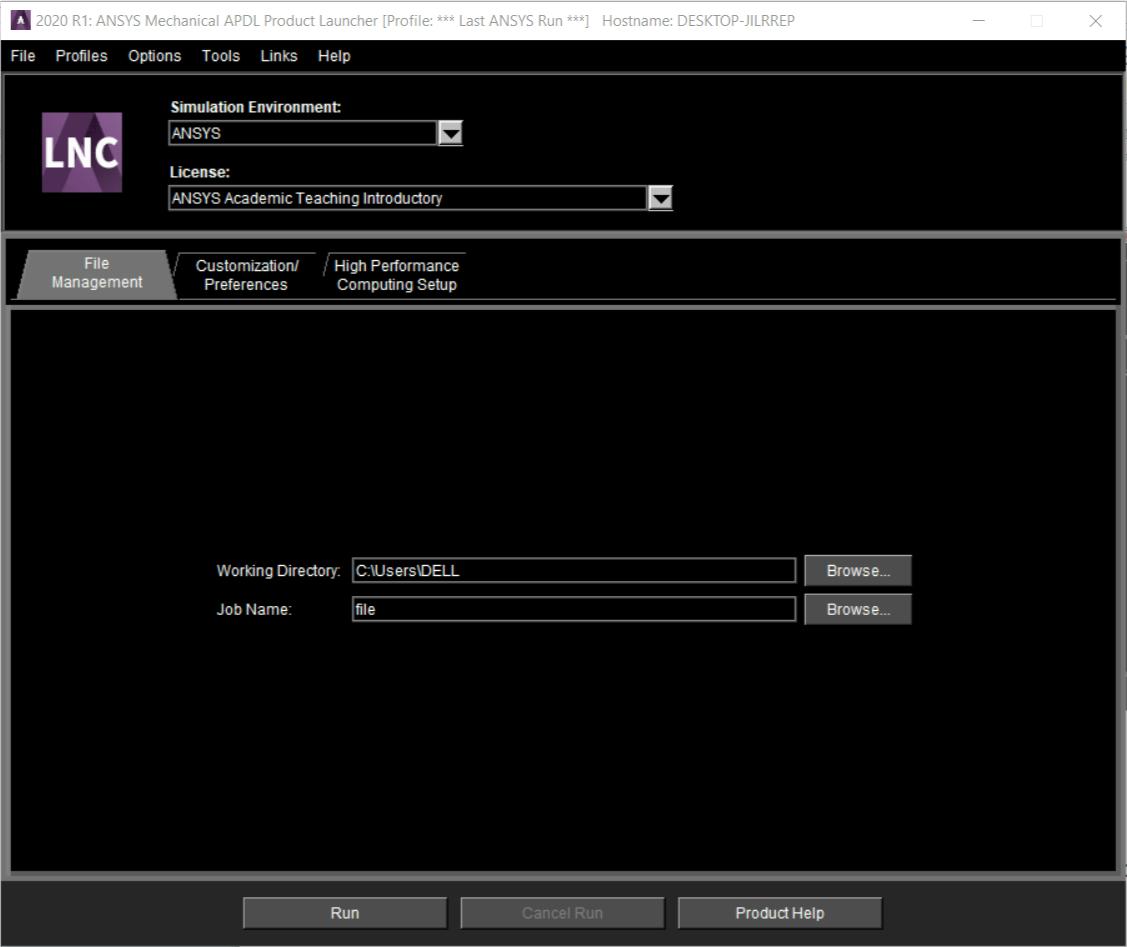 2020 R1: ANSYS Mechanical APDL Product Launcher [Profile: *** Last ANSYS Run ***]   Hostname: DESKTOP-JILRREP
File Profiles Options Tools Links Help
LNC
Simulation Environment:
ANSYS
License:
ANSYS Academic Teaching Introductory
File
Management
Customization/
Preferences
High Performance
Computing Setup
Working Directory: C:\Users\DELL Browse...
Job Name: file Browse...
Run Cancel Run Product Help